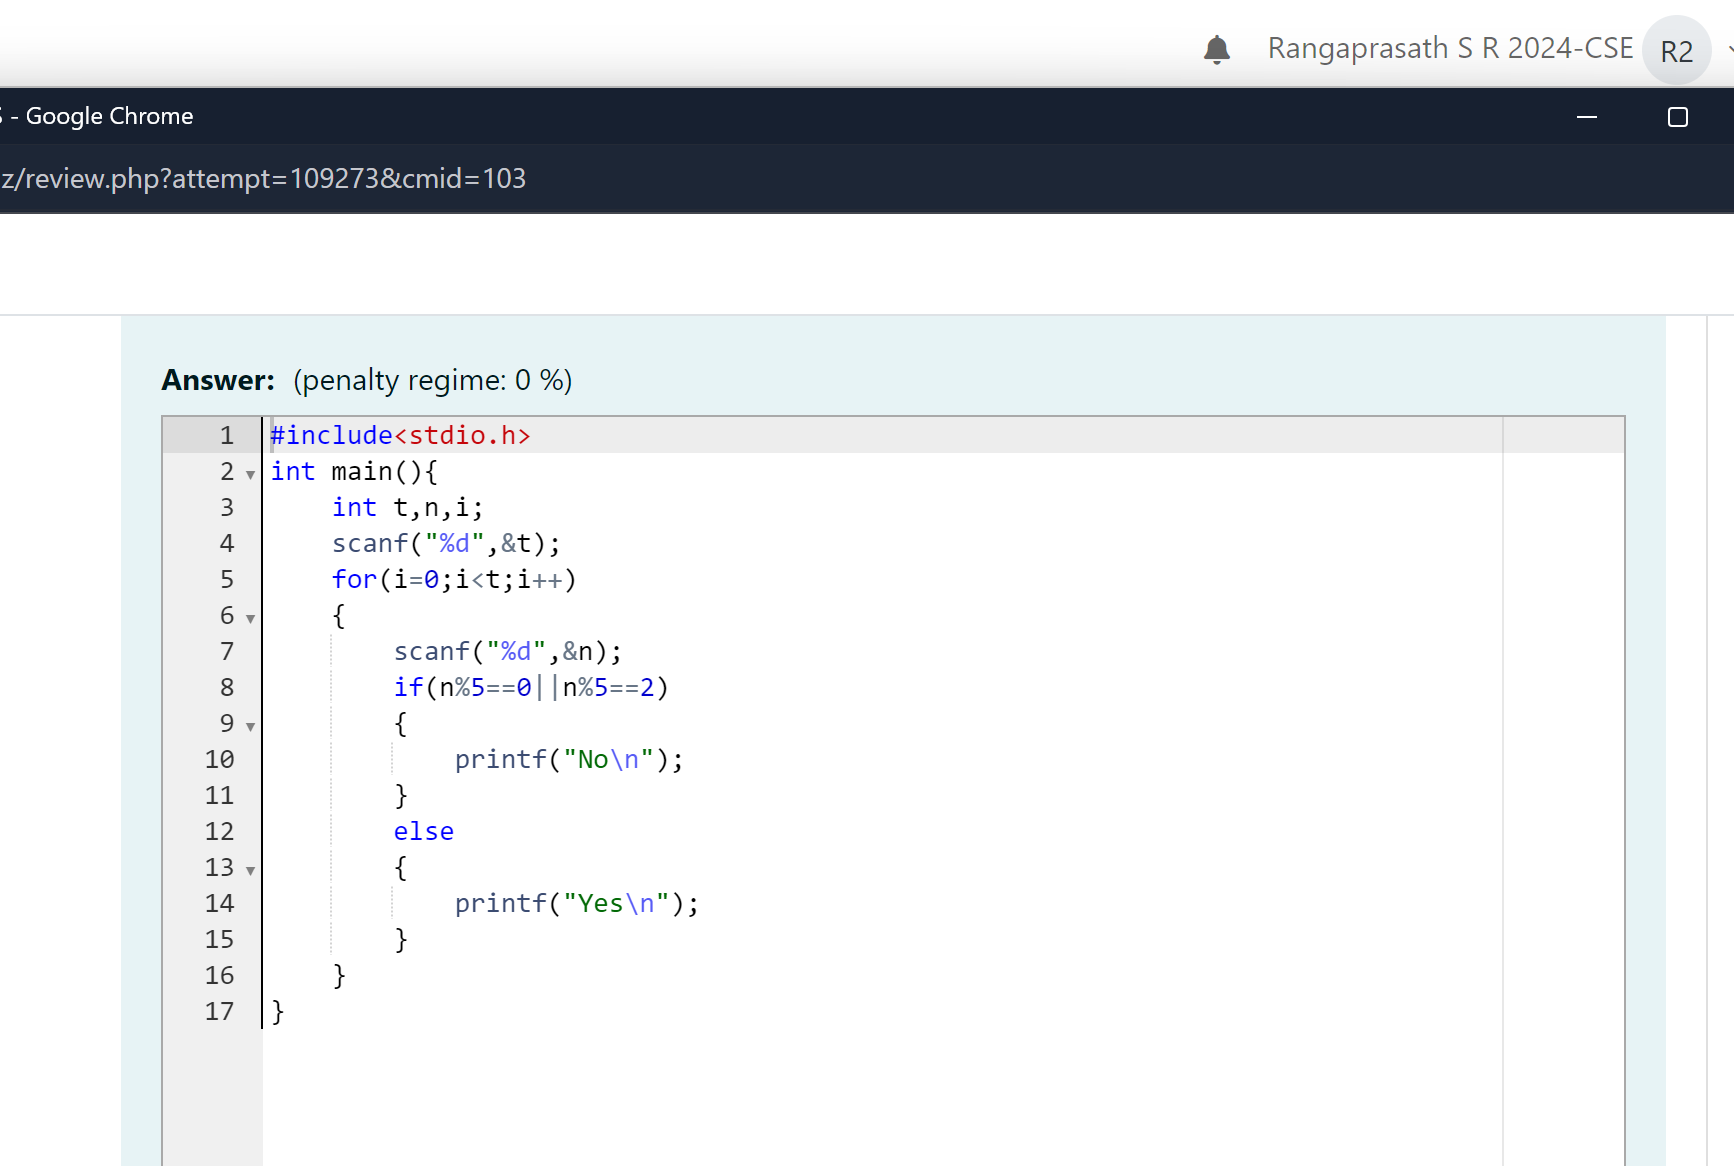 Rangaprasath S R 2024-CSE R2
- Google Chrome
z/review.php?attempt=109273&cmid=103
Answer: (penalty regime: 0 %)
1 #include<stdio.h>
2 int main(){
3     int t,n,i;
4     scanf("%d",&t);
5     for(i=0;i<t;i++)
6     {
7         scanf("%d",&n);
8         if(n%5==0||n%5==2)
9         {
10             printf("No\n");
11         }
12         else
13         {
14             printf("Yes\n");
15         }
16     }
17 }